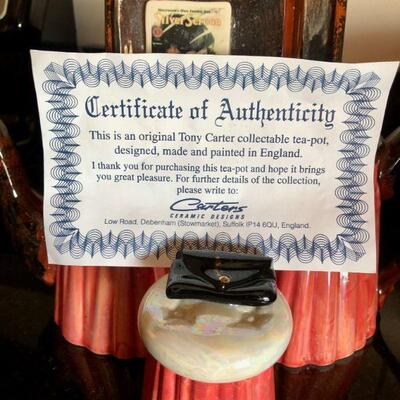 Silver Screen
Certificate of Authenticity
This is an original Tony Carter collectable tea-pot,
designed, made and painted in England.
I thank you for purchasing this tea-pot and hope it brings
you great pleasure. For further details of the collection,
please write to:
Carters
CERAMIC DESIGNS
Low Road, Debenham (Stowmarket), Suffolk IP14 6QU, England.